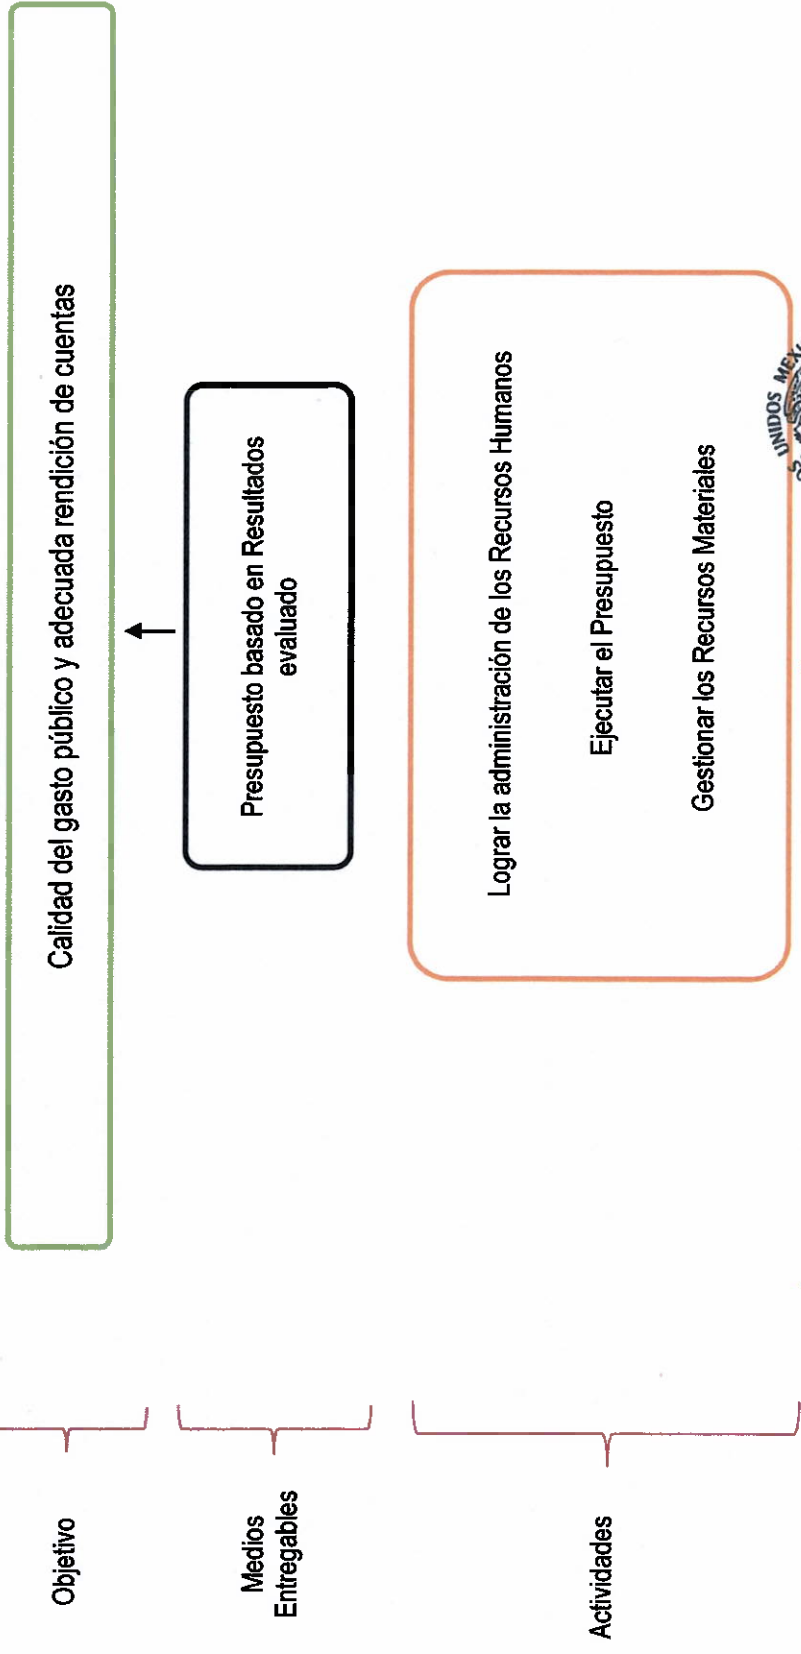 Objetivo
Calidad del gasto público y adecuada rendición de cuentas
Medios
Entregables
Presupuesto basado en Resultados
evaluado
Actividades
Lograr la administración de los Recursos Humanos
Ejecutar el Presupuesto
Gestionar los Recursos Materiales
UNIDOS